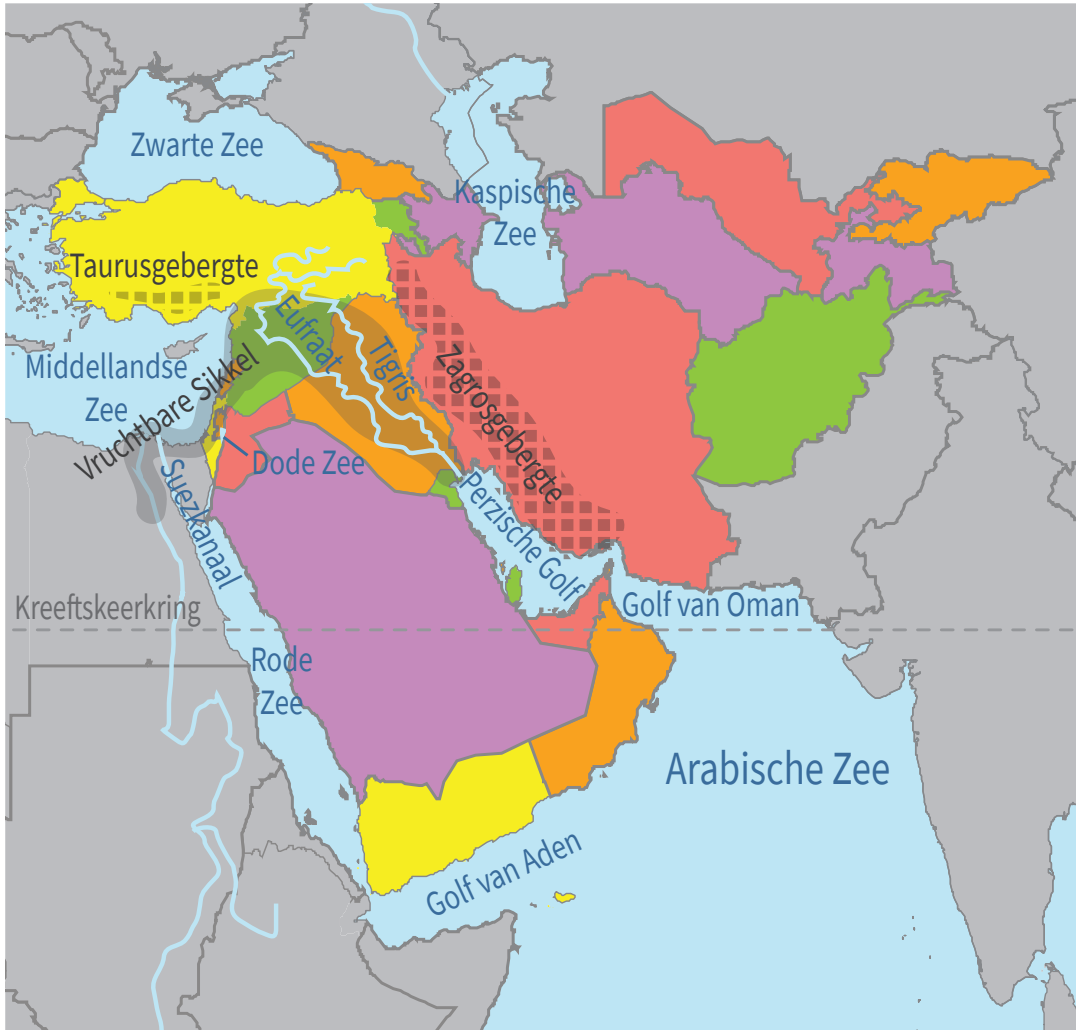 Zwarte Zee
Kaspische
Zee
Taurusgebergte
Eufraat
Tigris
Zagrosgebergte
Middellandse
Zee
Vruchtbare Sikkel
Dode Zee
Suezkanaal
Perzische Golf
Kreeftskeerkring
Golf van Oman
Rode
Zee
Arabische Zee
Golf van Aden